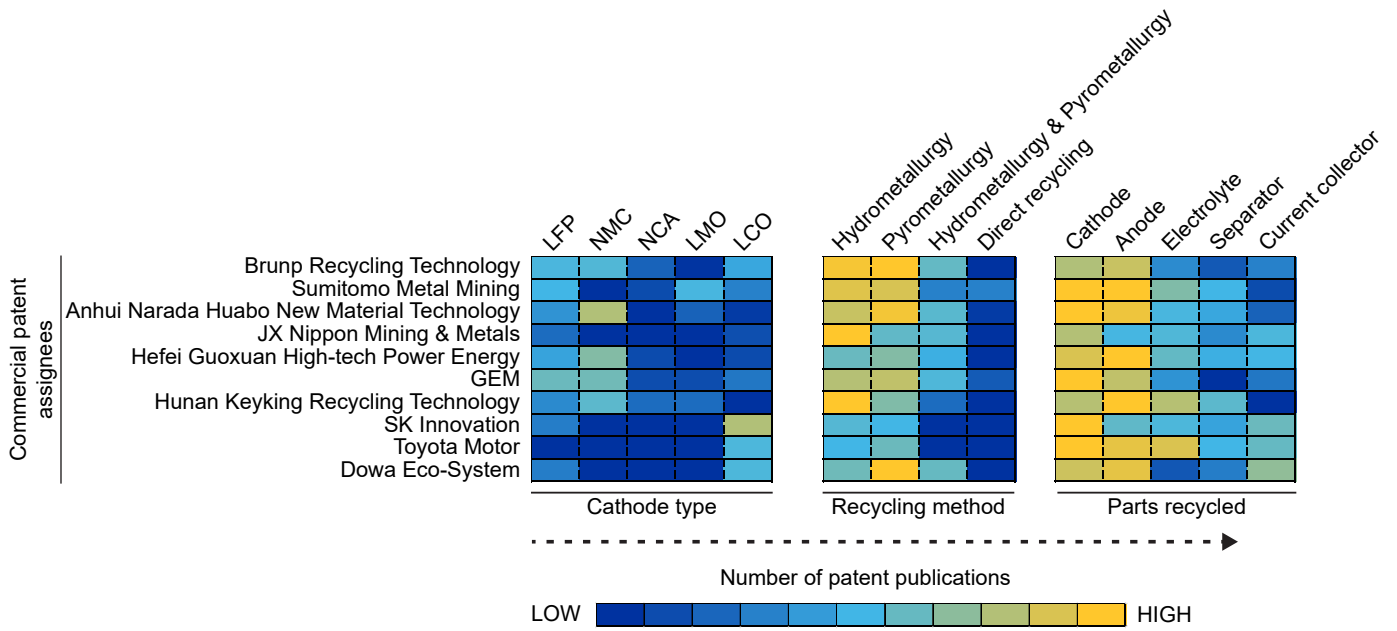 LFP
NMC
NCA
LMO
LCO
Hydrometallurgy
Pyrometallurgy
Hydrometallurgy & Pyrometallurgy
Direct recycling
Cathode
Anode
Electrolyte
Separator
Current collector
Commercial patent
assignees
Brunp Recycling Technology
Sumitomo Metal Mining
Anhui Narada Huabo New Material Technology
JX Nippon Mining & Metals
Hefei Guoxuan High-tech Power Energy
GEM
Hunan Keyking Recycling Technology
SK Innovation
Toyota Motor
Dowa Eco-System
Cathode type
Recycling method
Parts recycled
Number of patent publications
LOW
HIGH